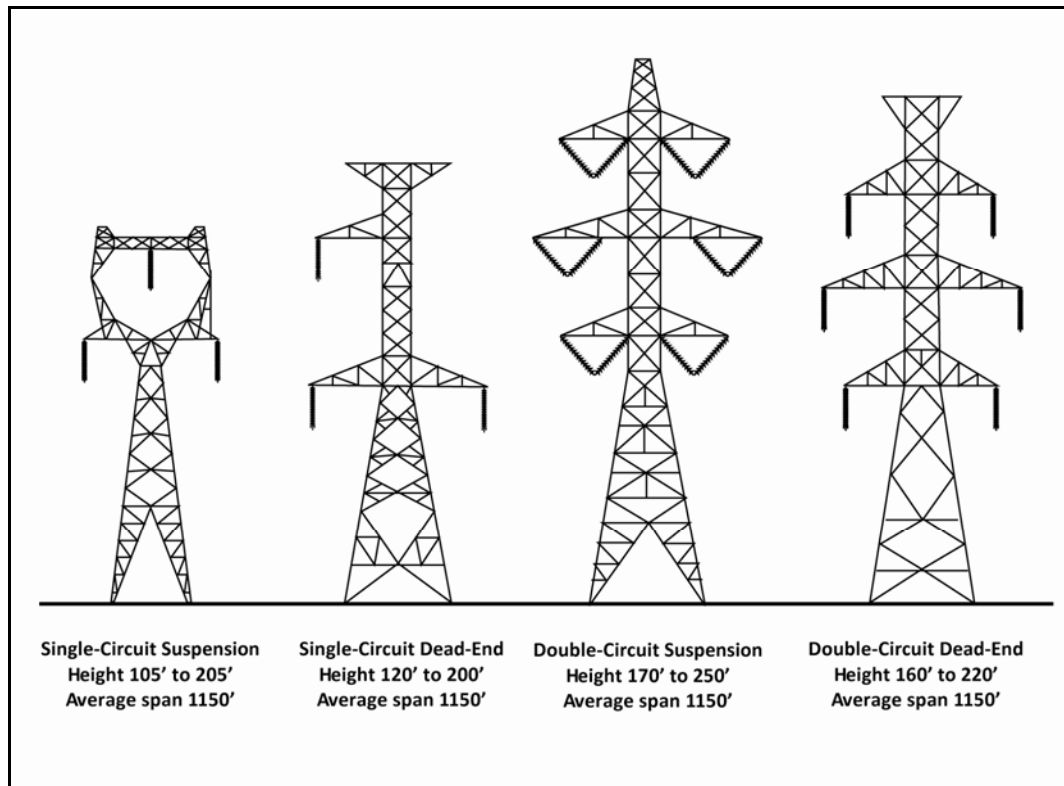 Single-Circuit Suspension
Height 105’ to 205’
Average span 1150’
Single-Circuit Dead-End
Height 120’ to 200’
Average span 1150’
Double-Circuit Suspension
Height 170’ to 250’
Average span 1150’
Double-Circuit Dead-End
Height 160’ to 220’
Average span 1150’